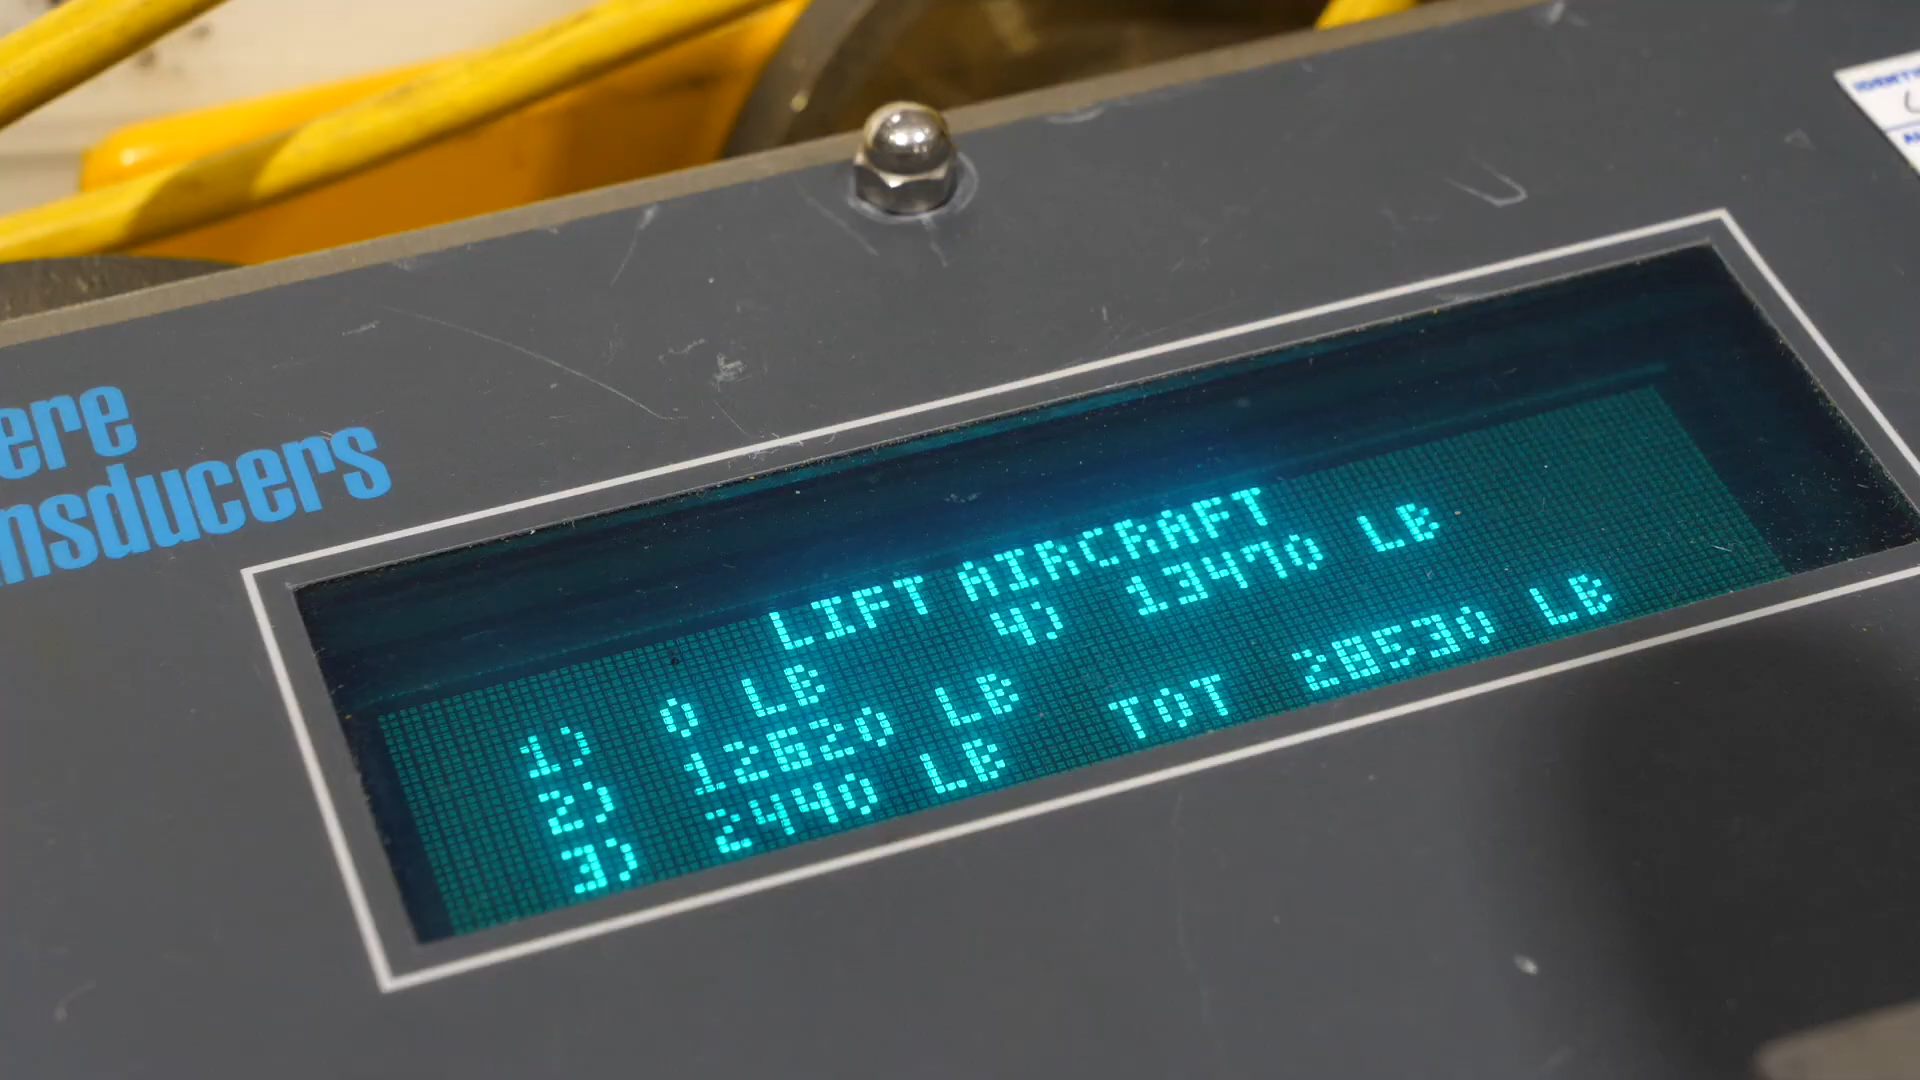 ere
nsducers
LIFT AIRCRAFT
1) 0 LB 4) 13470 LB
2) 12620 LB
3) 2440 LB TOT 28530 LB